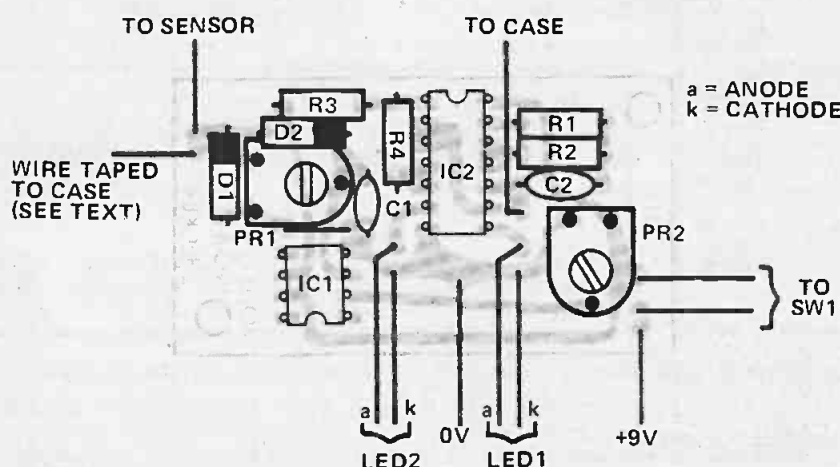 TO SENSOR
TO CASE
a = ANODE
k = CATHODE
R3
D2
R4
R1
R2
IC2
C2
WIRE TAPED
TO CASE
(SEE TEXT)
D1
C1
PR1
PR2
IC1
TO
SW1
a
k
a
k
0V
+9V
LED2
LED1